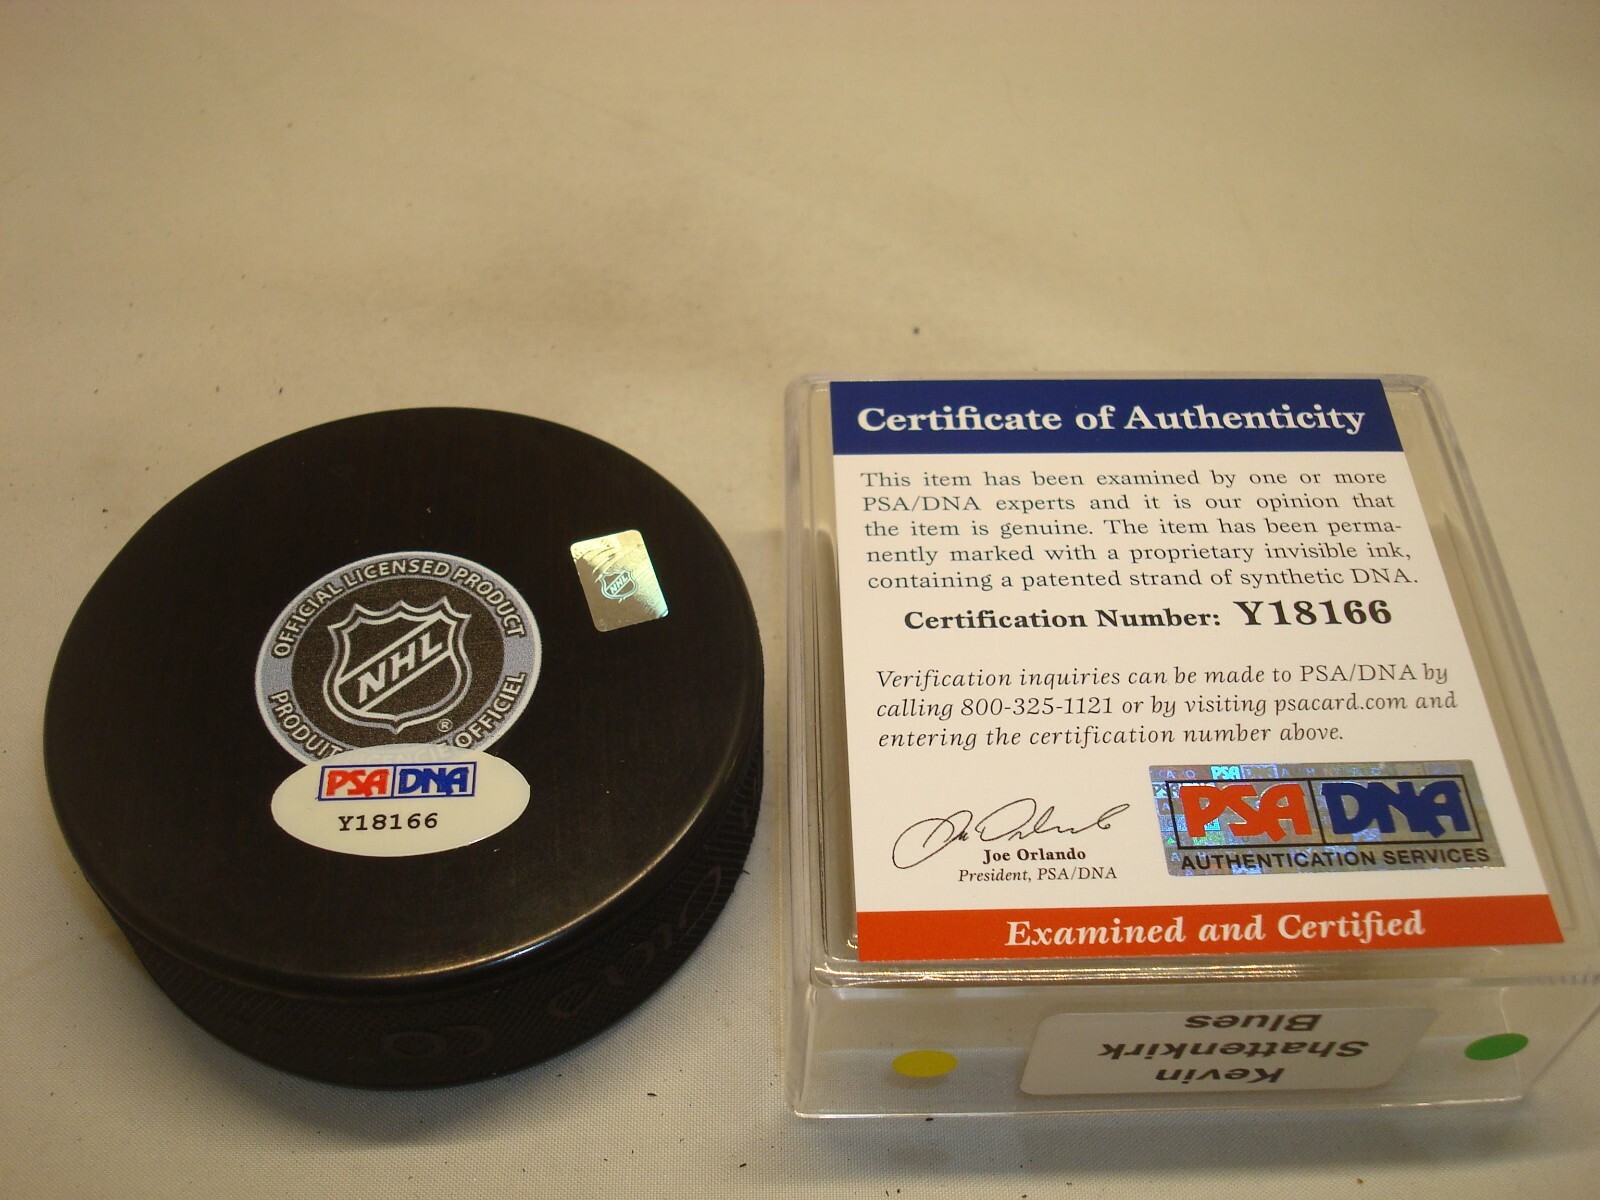 OFFICIAL LICENSED PRODUCT
NHL
®
PRODUIT OFFICIEL
NHL
PSA DNA
Y18166
Certificate of Authenticity
This item has been examined by one or more
PSA/DNA experts and it is our opinion that
the item is genuine. The item has been perma-
nently marked with a proprietary invisible ink,
containing a patented strand of synthetic DNA.
Certification Number: Y18166
Verification inquiries can be made to PSA/DNA by
calling 800-325-1121 or by visiting psacard.com and
entering the certification number above.
Joe Orlando
President, PSA/DNA
PSA DNA
AUTHENTICATION SERVICES
Examined and Certified
Kevin
Shattenkirk
Blues